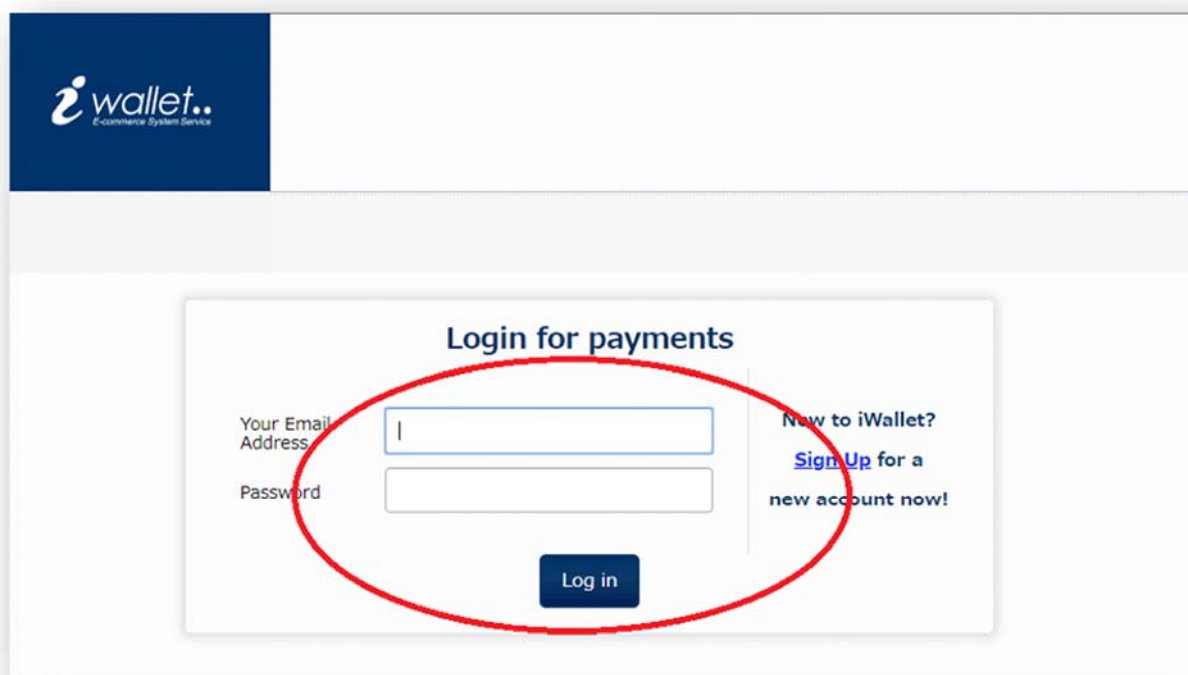 i wallet..
E-commerce System Service
Login for payments
Your Email
Address
Password
Log in
New to iWallet?
Sign Up for a
new account now!